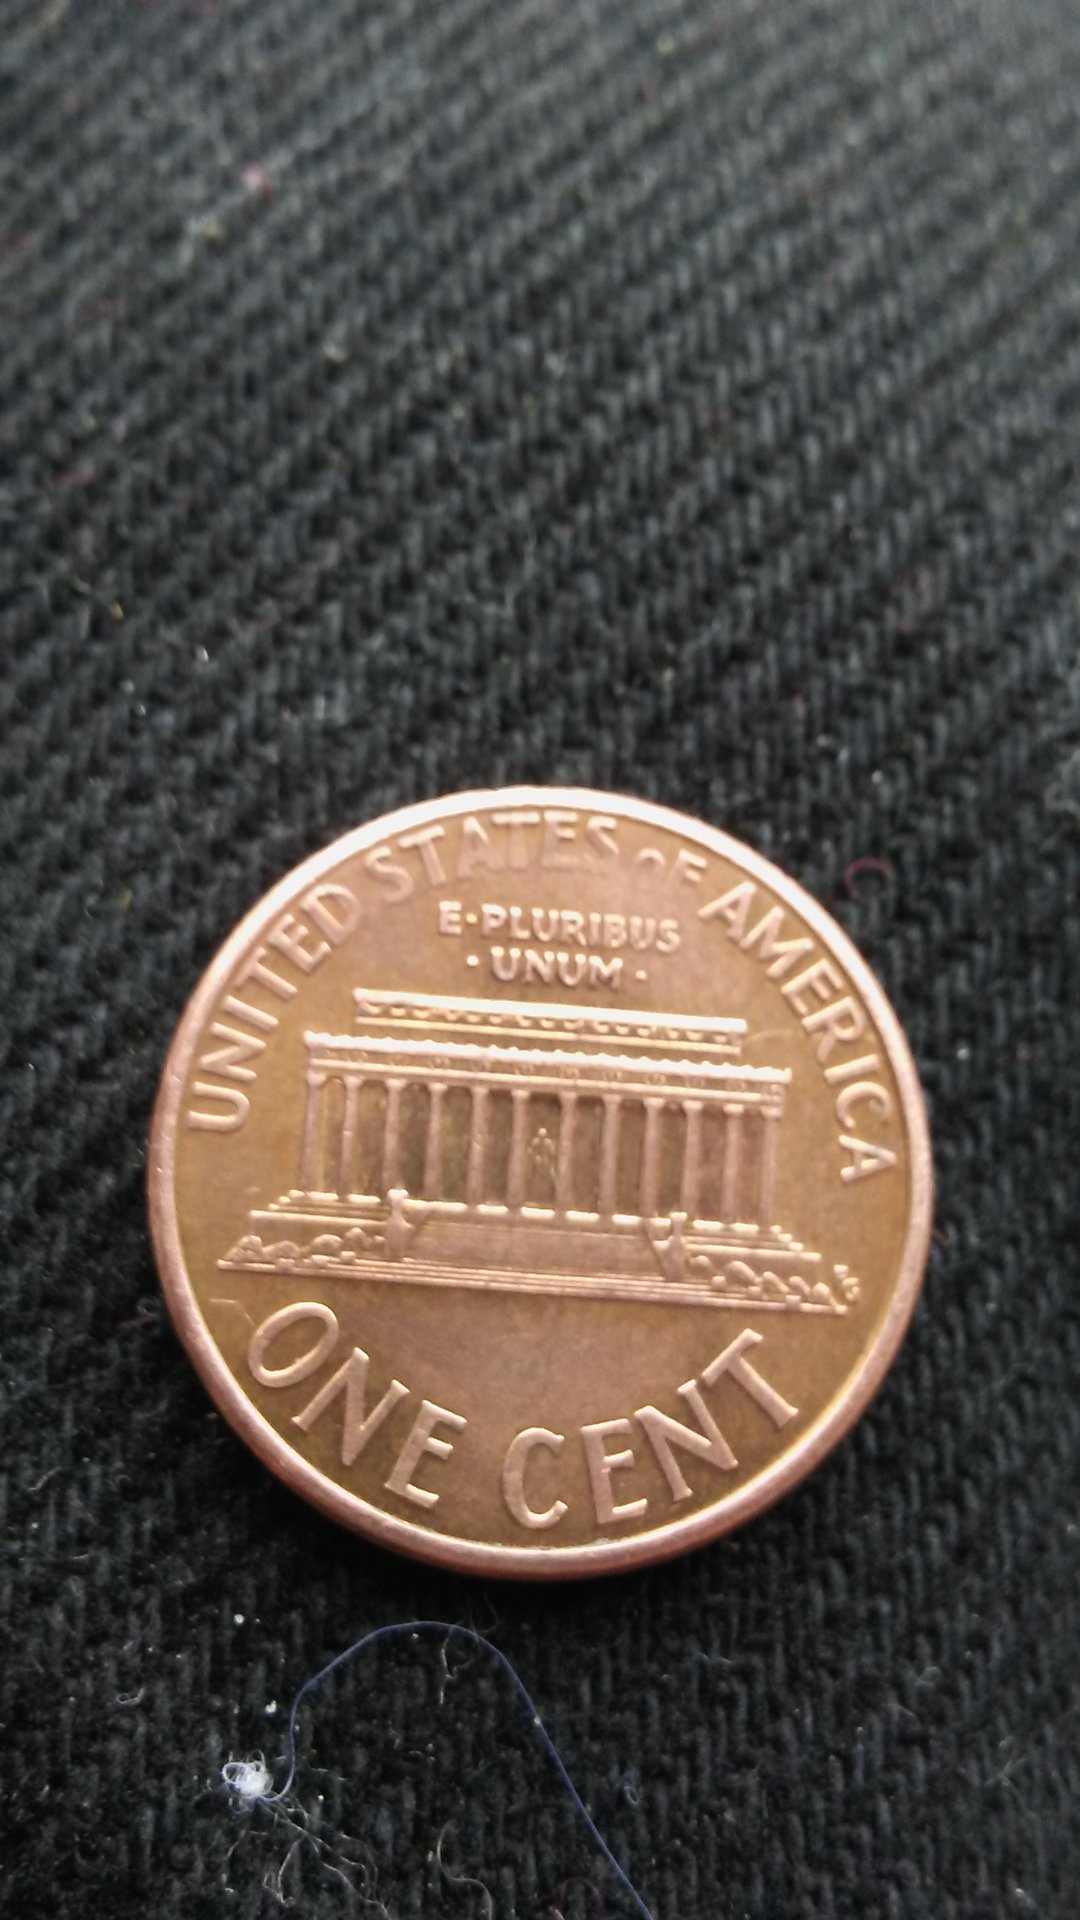 UNITED STATES OF AMERICA
E·PLURIBUS
·UNUM·
ONE CENT